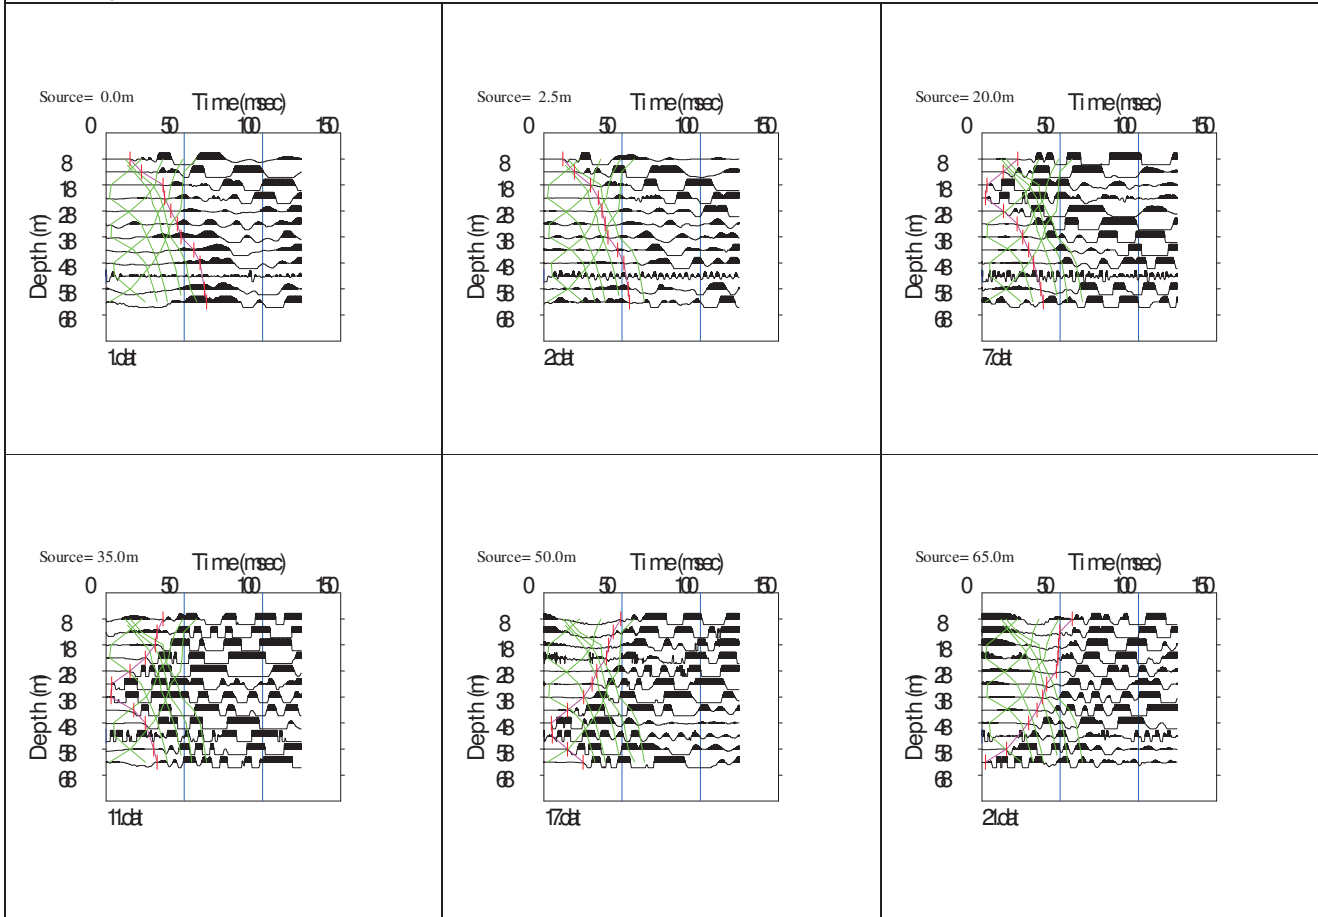 Source= 0.0m
Time(msec)
0 50 100 150
Depth (m)
8
18
28
38
48
58
68
1.dat
Source= 2.5m
Time(msec)
0 50 100 150
Depth (m)
8
18
28
38
48
58
68
2.dat
Source= 20.0m
Time(msec)
0 50 100 150
Depth (m)
8
18
28
38
48
58
68
7.dat
Source= 35.0m
Time(msec)
0 50 100 150
Depth (m)
8
18
28
38
48
58
68
11.dat
Source= 50.0m
Time(msec)
0 50 100 150
Depth (m)
8
18
28
38
48
58
68
17.dat
Source= 65.0m
Time(msec)
0 50 100 150
Depth (m)
8
18
28
38
48
58
68
21.dat